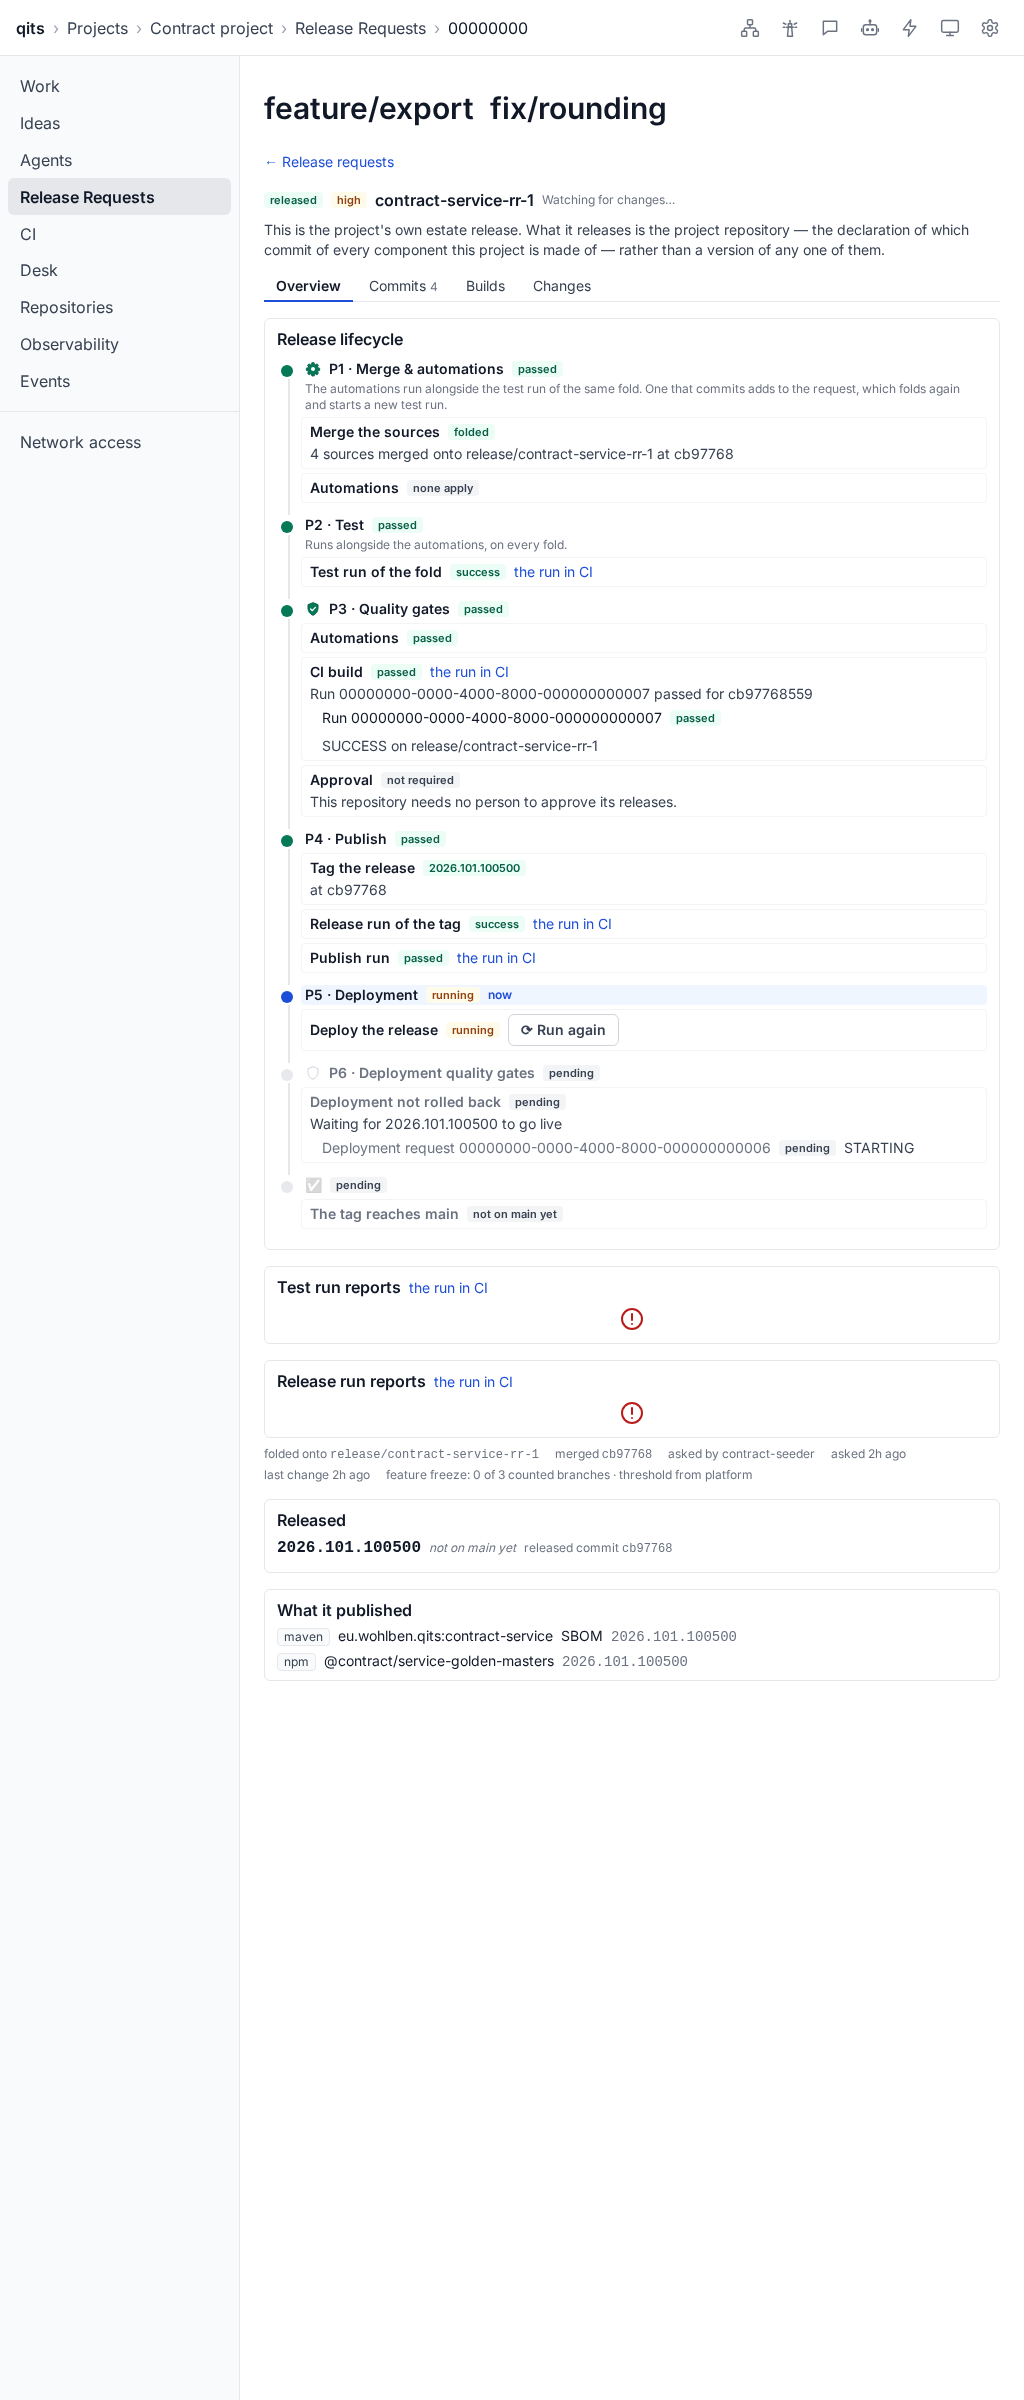 qits › Projects › Contract project › Release Requests › 00000000
Work
Ideas
Agents
Release Requests
CI
Desk
Repositories
Observability
Events
Network access
feature/export fix/rounding
← Release requests
released high contract-service-rr-1 Watching for changes…
This is the project's own estate release. What it releases is the project repository — the declaration of which
commit of every component this project is made of — rather than a version of any one of them.
Overview Commits 4 Builds Changes
Release lifecycle
P1 · Merge & automations passed
The automations run alongside the test run of the same fold. One that commits adds to the request, which folds again
and starts a new test run.
Merge the sources folded
4 sources merged onto release/contract-service-rr-1 at cb97768
Automations none apply
P2 · Test passed
Runs alongside the automations, on every fold.
Test run of the fold success the run in CI
P3 · Quality gates passed
Automations passed
CI build passed the run in CI
Run 00000000-0000-4000-8000-000000000007 passed for cb97768559
Run 00000000-0000-4000-8000-000000000007 passed
SUCCESS on release/contract-service-rr-1
Approval not required
This repository needs no person to approve its releases.
P4 · Publish passed
Tag the release 2026.101.100500
at cb97768
Release run of the tag success the run in CI
Publish run passed the run in CI
P5 · Deployment running now
Deploy the release running ⟳ Run again
P6 · Deployment quality gates pending
Deployment not rolled back pending
Waiting for 2026.101.100500 to go live
Deployment request 00000000-0000-4000-8000-000000000006 pending STARTING
pending
The tag reaches main not on main yet
Test run reports the run in CI
Release run reports the run in CI
folded onto release/contract-service-rr-1 merged cb97768 asked by contract-seeder asked 2h ago
last change 2h ago feature freeze: 0 of 3 counted branches · threshold from platform
Released
2026.101.100500 not on main yet released commit cb97768
What it published
maven eu.wohlben.qits:contract-service SBOM 2026.101.100500
npm @contract/service-golden-masters 2026.101.100500